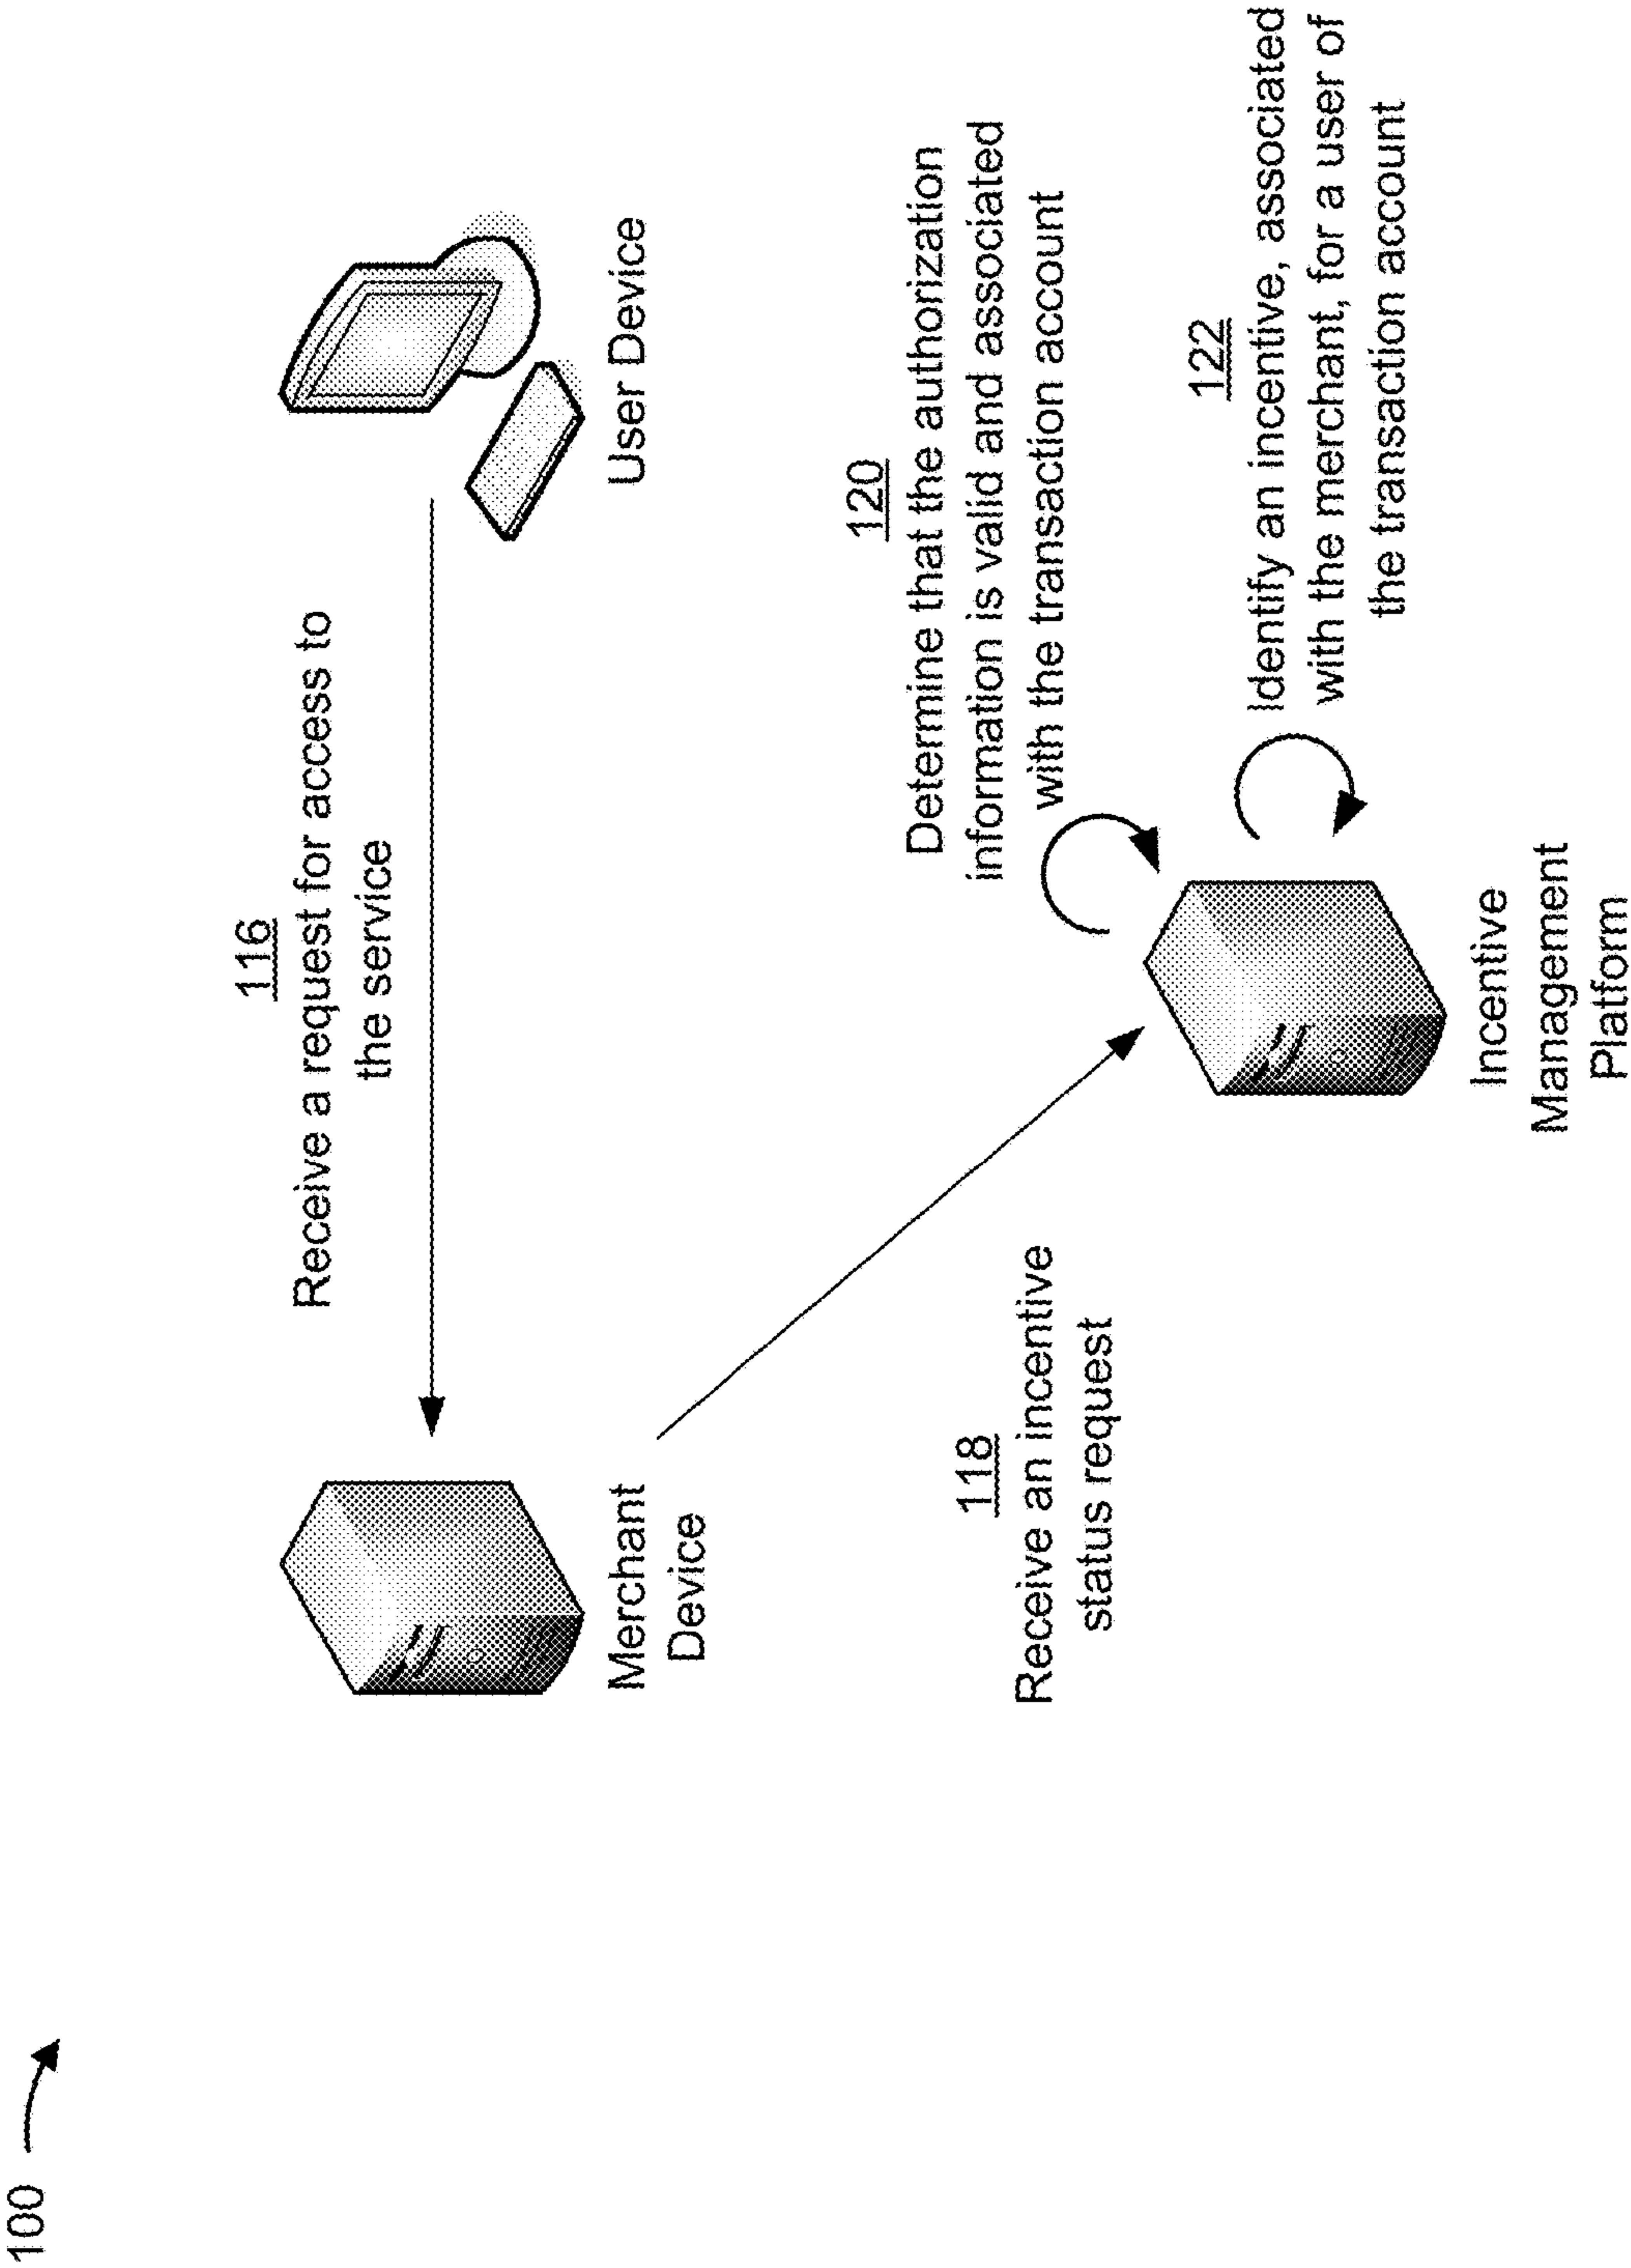 100
116
Receive a request for access to
the service
Merchant
Device
User Device
118
Receive an incentive
status request
120
Determine that the authorization
information is valid and associated
with the transaction account
122
Identify an incentive, associated
with the merchant, for a user of
the transaction account
Incentive
Management
Platform